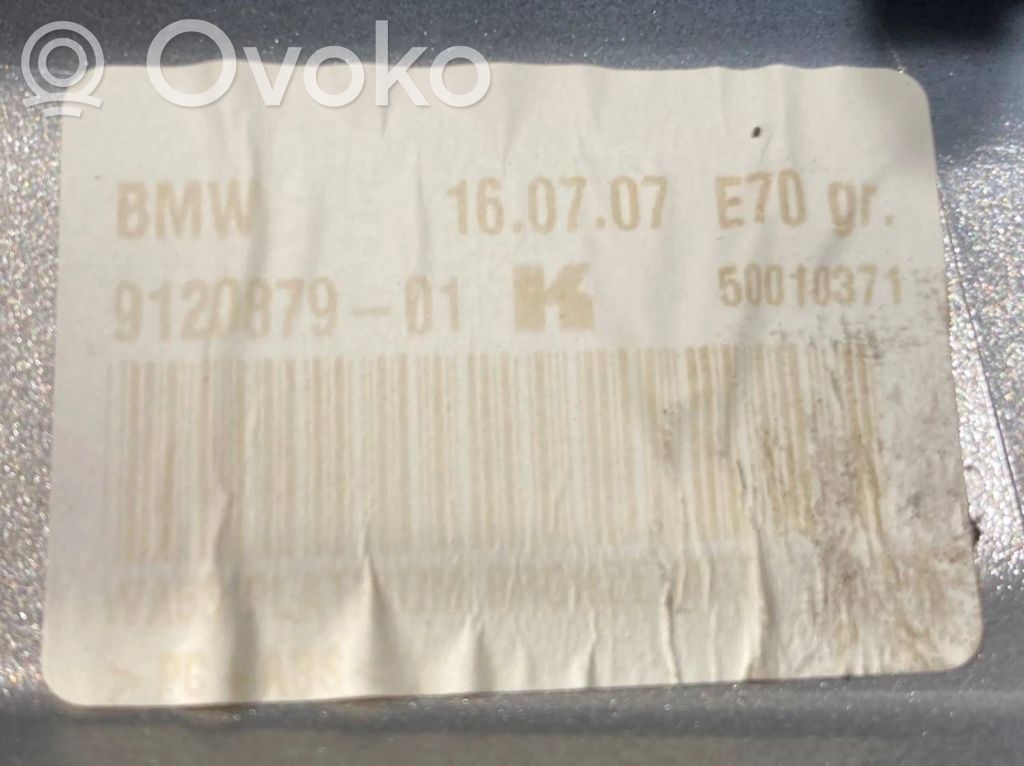 Ovoko
BMW 16.07.07 E70 gr.
9120879-01 K 50010371